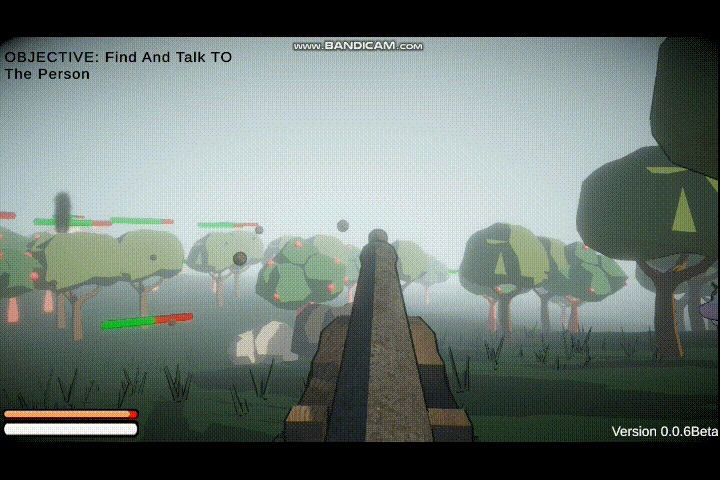 www.BANDICAM.com
OBJECTIVE: Find And Talk TO
The Person
Version 0.0.6Beta